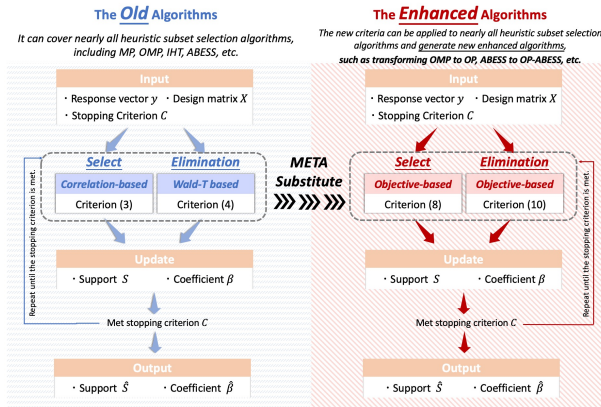 The Old Algorithms
It can cover nearly all heuristic subset selection algorithms,
including MP, OMP, IHT, ABESS, etc.
Input
· Response vector y · Design matrix X
· Stopping Criterion C
Select Elimination
Correlation-based Wald-T based
Criterion (3) Criterion (4)
Update
· Support S · Coefficient β
Met stopping criterion C
Output
· Support Ŝ · Coefficient β̂
Repeat until the stopping criterion is met.
META
Substitute
The Enhanced Algorithms
The new criteria can be applied to nearly all heuristic subset selection
algorithms and generate new enhanced algorithms,
such as transforming OMP to OP, ABESS to OP-ABESS, etc.
Input
· Response vector y · Design matrix X
· Stopping Criterion C
Select Elimination
Objective-based Objective-based
Criterion (8) Criterion (10)
Update
· Support S · Coefficient β
Met stopping criterion C
Output
· Support Ŝ · Coefficient β̂
Repeat until the stopping criterion is met.